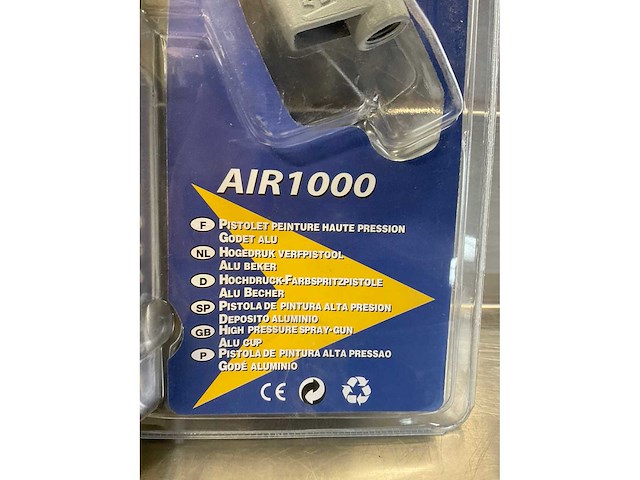 AIR1000
F PISTOLET PEINTURE HAUTE PRESSION
GODET ALU
NL HOGEDRUK VERFPISTOOL
ALU BEKER
D HOCHDRUCK-FARBSPRITZPISTOLE
ALU BECHER
SP PISTOLA DE PINTURA ALTA PRESION
DEPOSITO ALUMINIO
GB HIGH PRESSURE SPRAY-GUN
ALU CUP
P PISTOLA DE PINTURA ALTA PRESSAO
GODÉ ALUMINIO
CE